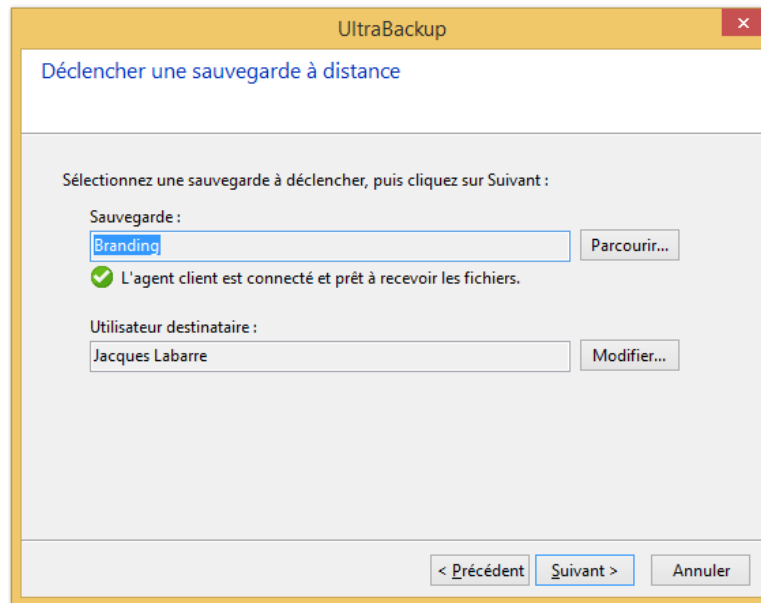 UltraBackup
Déclencher une sauvegarde à distance
Sélectionnez une sauvegarde à déclencher, puis cliquez sur Suivant :
Sauvegarde :
Branding
Parcourir...
L'agent client est connecté et prêt à recevoir les fichiers.
Utilisateur destinataire :
Jacques Labarre
Modifier...
< Précédent
Suivant >
Annuler